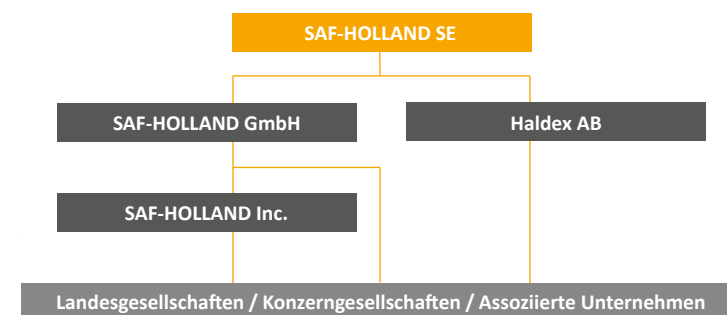 SAF-HOLLAND SE
SAF-HOLLAND GmbH
Haldex AB
SAF-HOLLAND Inc.
Landesgesellschaften / Konzerngesellschaften / Assoziierte Unternehmen